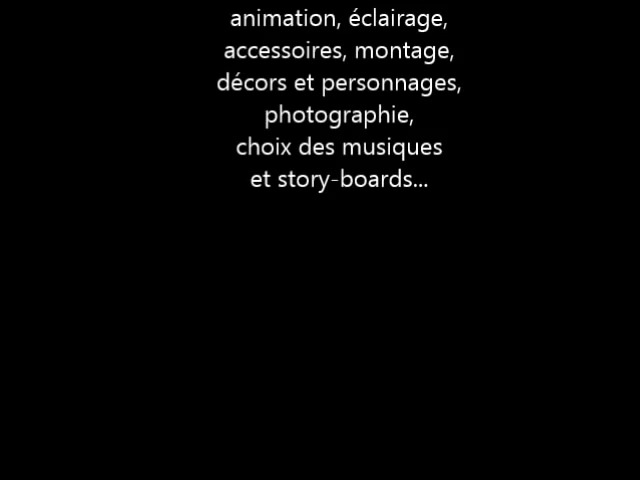 animation, éclairage,
accessoires, montage,
décors et personnages,
photographie,
choix des musiques
et story-boards...